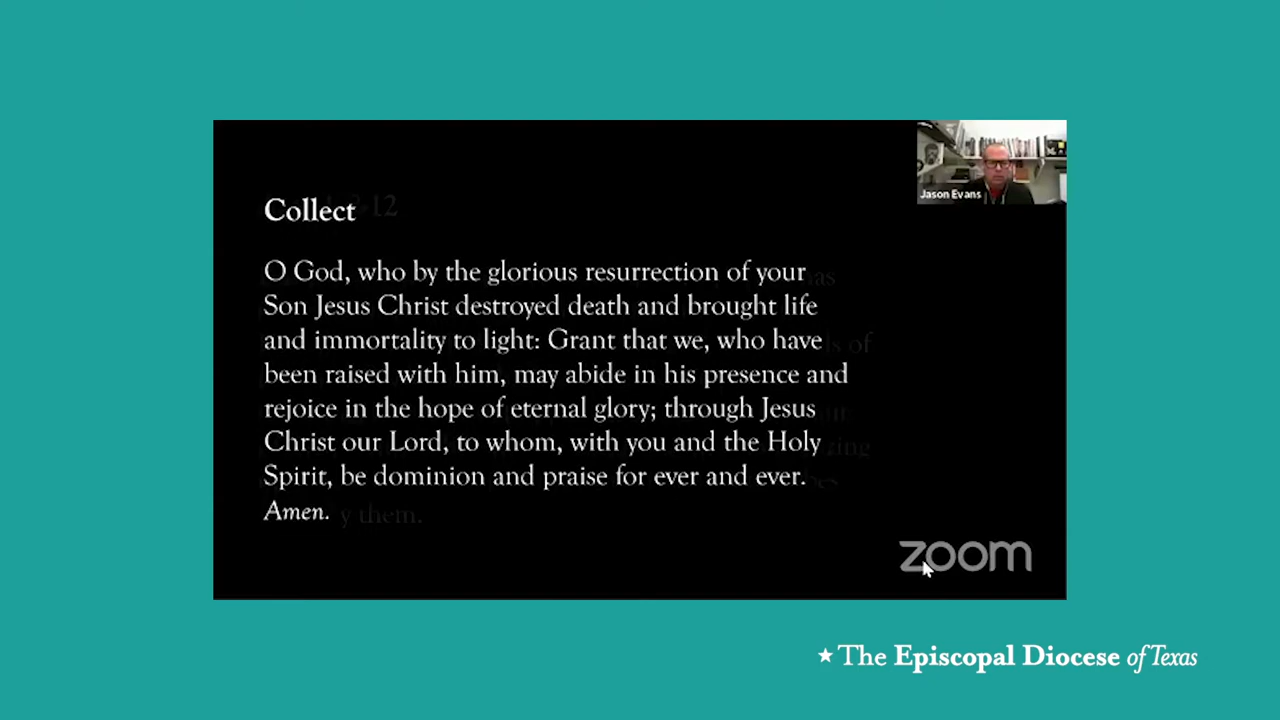 Jason Evans
Collect
O God, who by the glorious resurrection of your
Son Jesus Christ destroyed death and brought life
and immortality to light: Grant that we, who have
been raised with him, may abide in his presence and
rejoice in the hope of eternal glory; through Jesus
Christ our Lord, to whom, with you and the Holy
Spirit, be dominion and praise for ever and ever.
Amen.
y them.
zoom
★ The Episcopal Diocese of Texas